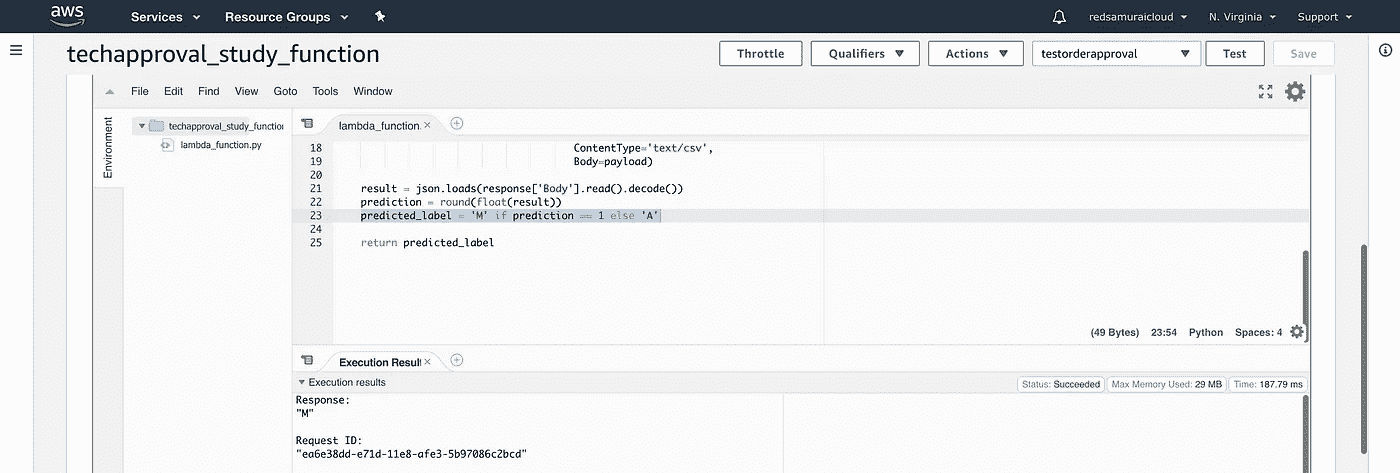 aws Services Resource Groups redsamuraicloud N. Virginia Support
techapproval_study_function Throttle Qualifiers Actions testorderapproval Test Save
File Edit Find View Goto Tools Window
Environment
techapproval_study_function
lambda_function.py
lambda_function.
18 ContentType='text/csv',
19 Body=payload)
20
21 result = json.loads(response['Body'].read().decode())
22 prediction = round(float(result))
23 predicted_label = 'M' if prediction == 1 else 'A'
24
25 return predicted_label
(49 Bytes) 23:54 Python Spaces: 4
Execution Result
Execution results Status: Succeeded Max Memory Used: 29 MB Time: 187.79 ms
Response:
"M"
Request ID:
"ea6e38dd-e71d-11e8-afe3-5b97086c2bcd"